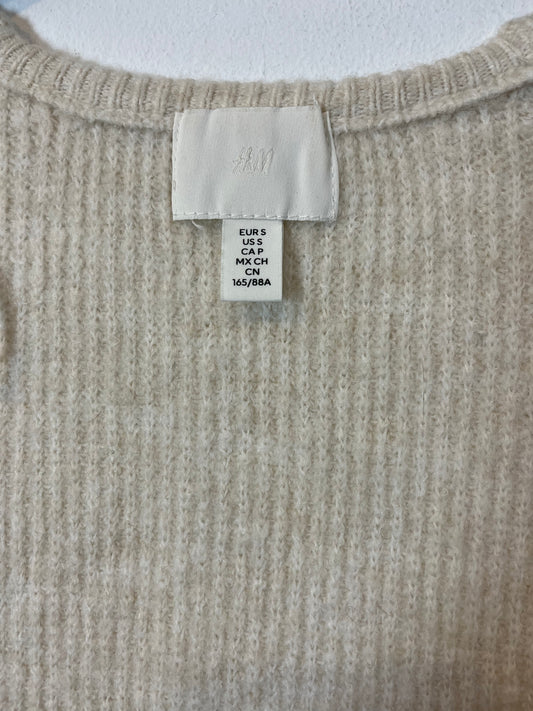 H&M
EUR S
US S
CA P
MX CH
CN
165/88A